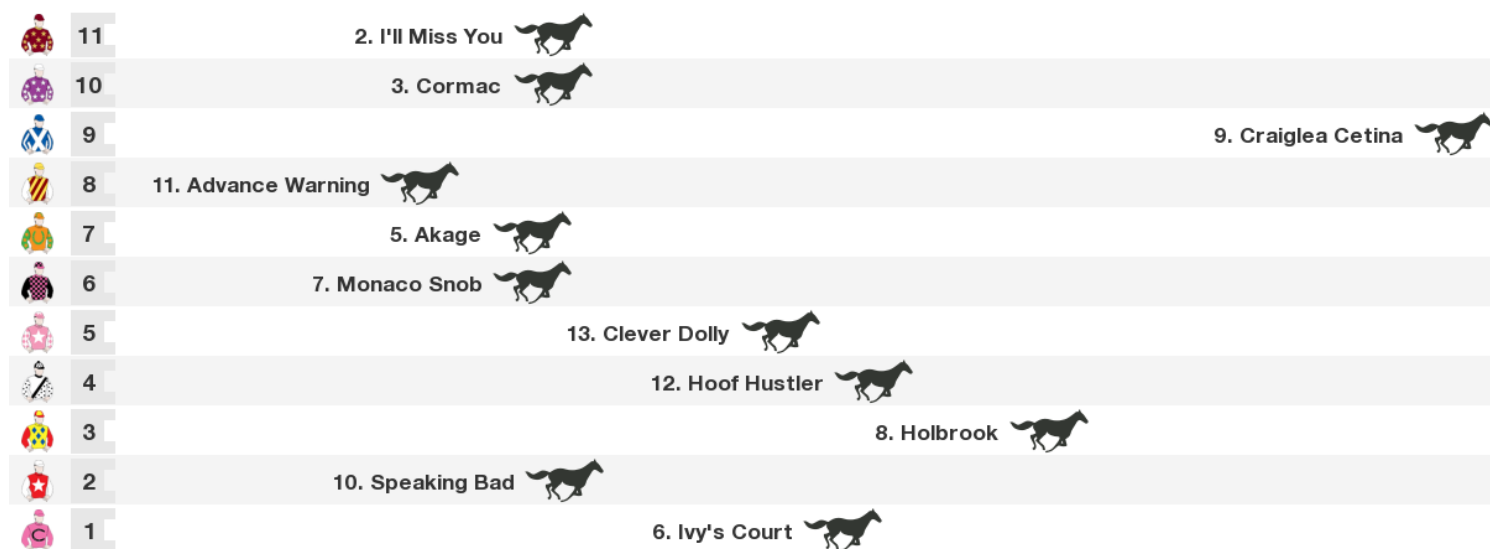 11 2. I'll Miss You
10 3. Cormac
9 9. Craiglea Cetina
8 11. Advance Warning
7 5. Akage
6 7. Monaco Snob
5 13. Clever Dolly
4 12. Hoof Hustler
3 8. Holbrook
2 10. Speaking Bad
C 1 6. Ivy's Court